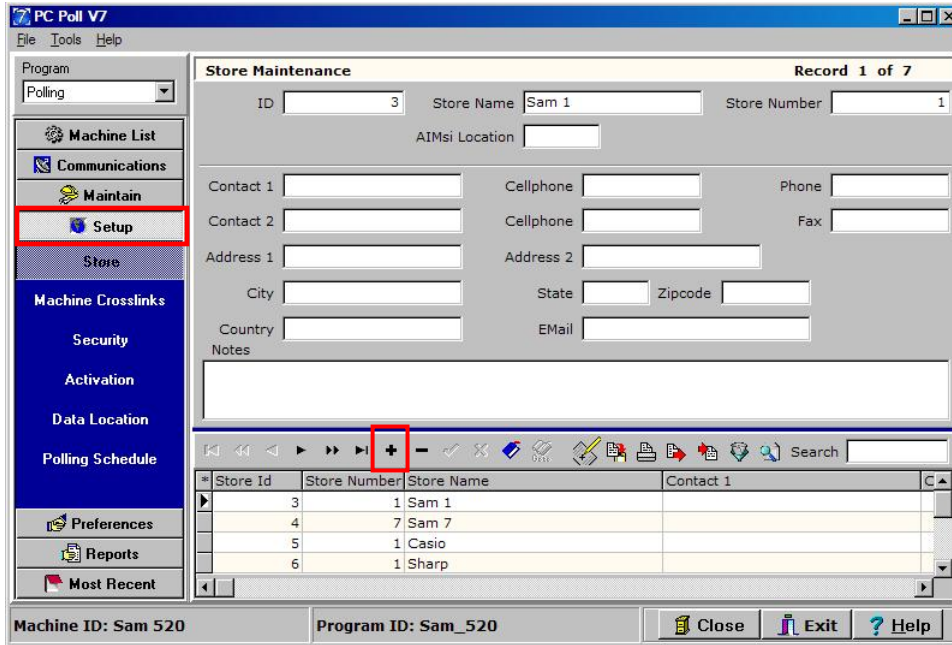 PC Poll V7
File Tools Help
Program
Polling
Machine List
Communications
Maintain
Setup
Store
Machine Crosslinks
Security
Activation
Data Location
Polling Schedule
Preferences
Reports
Most Recent
Store Maintenance Record 1 of 7
ID 3 Store Name Sam 1 Store Number 1
AIMsi Location
Contact 1 Cellphone Phone
Contact 2 Cellphone Fax
Address 1 Address 2
City State Zipcode
Country EMail
Notes
Search
* Store Id Store Number Store Name Contact 1 C
3 1 Sam 1
4 7 Sam 7
5 1 Casio
6 1 Sharp
Machine ID: Sam 520 Program ID: Sam_520 Close Exit Help